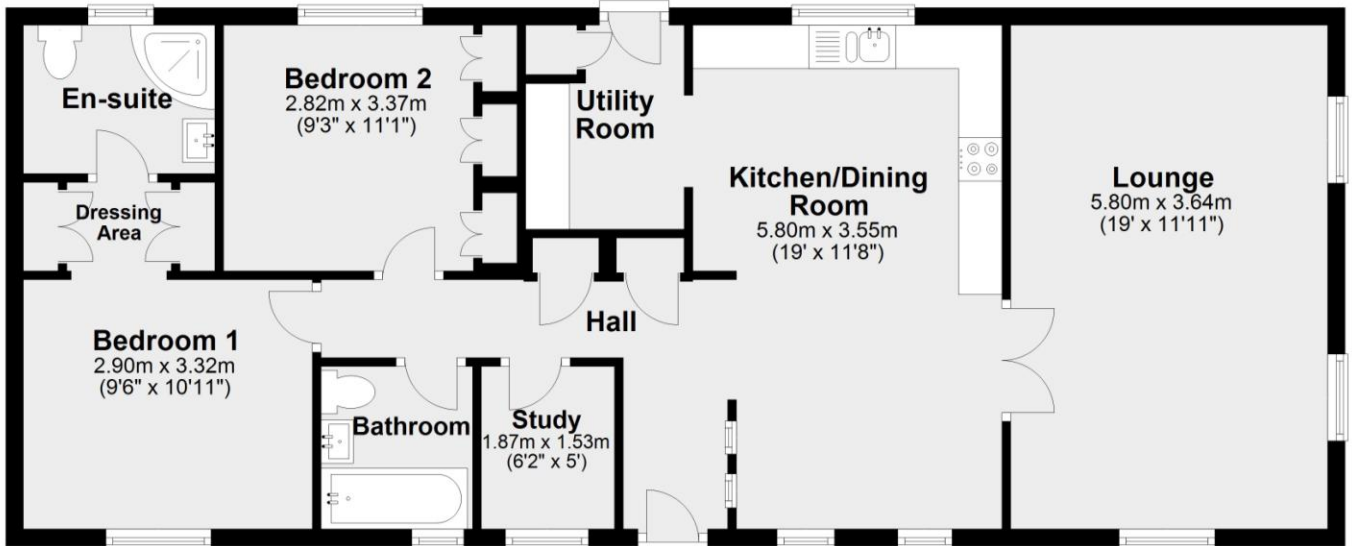 En-suite
Bedroom 2
2.82m x 3.37m
(9'3" x 11'1")
Utility
Room
Kitchen/Dining
Room
5.80m x 3.55m
(19' x 11'8")
Lounge
5.80m x 3.64m
(19' x 11'11")
Dressing
Area
Bedroom 1
2.90m x 3.32m
(9'6" x 10'11")
Hall
Bathroom
Study
1.87m x 1.53m
(6'2" x 5')